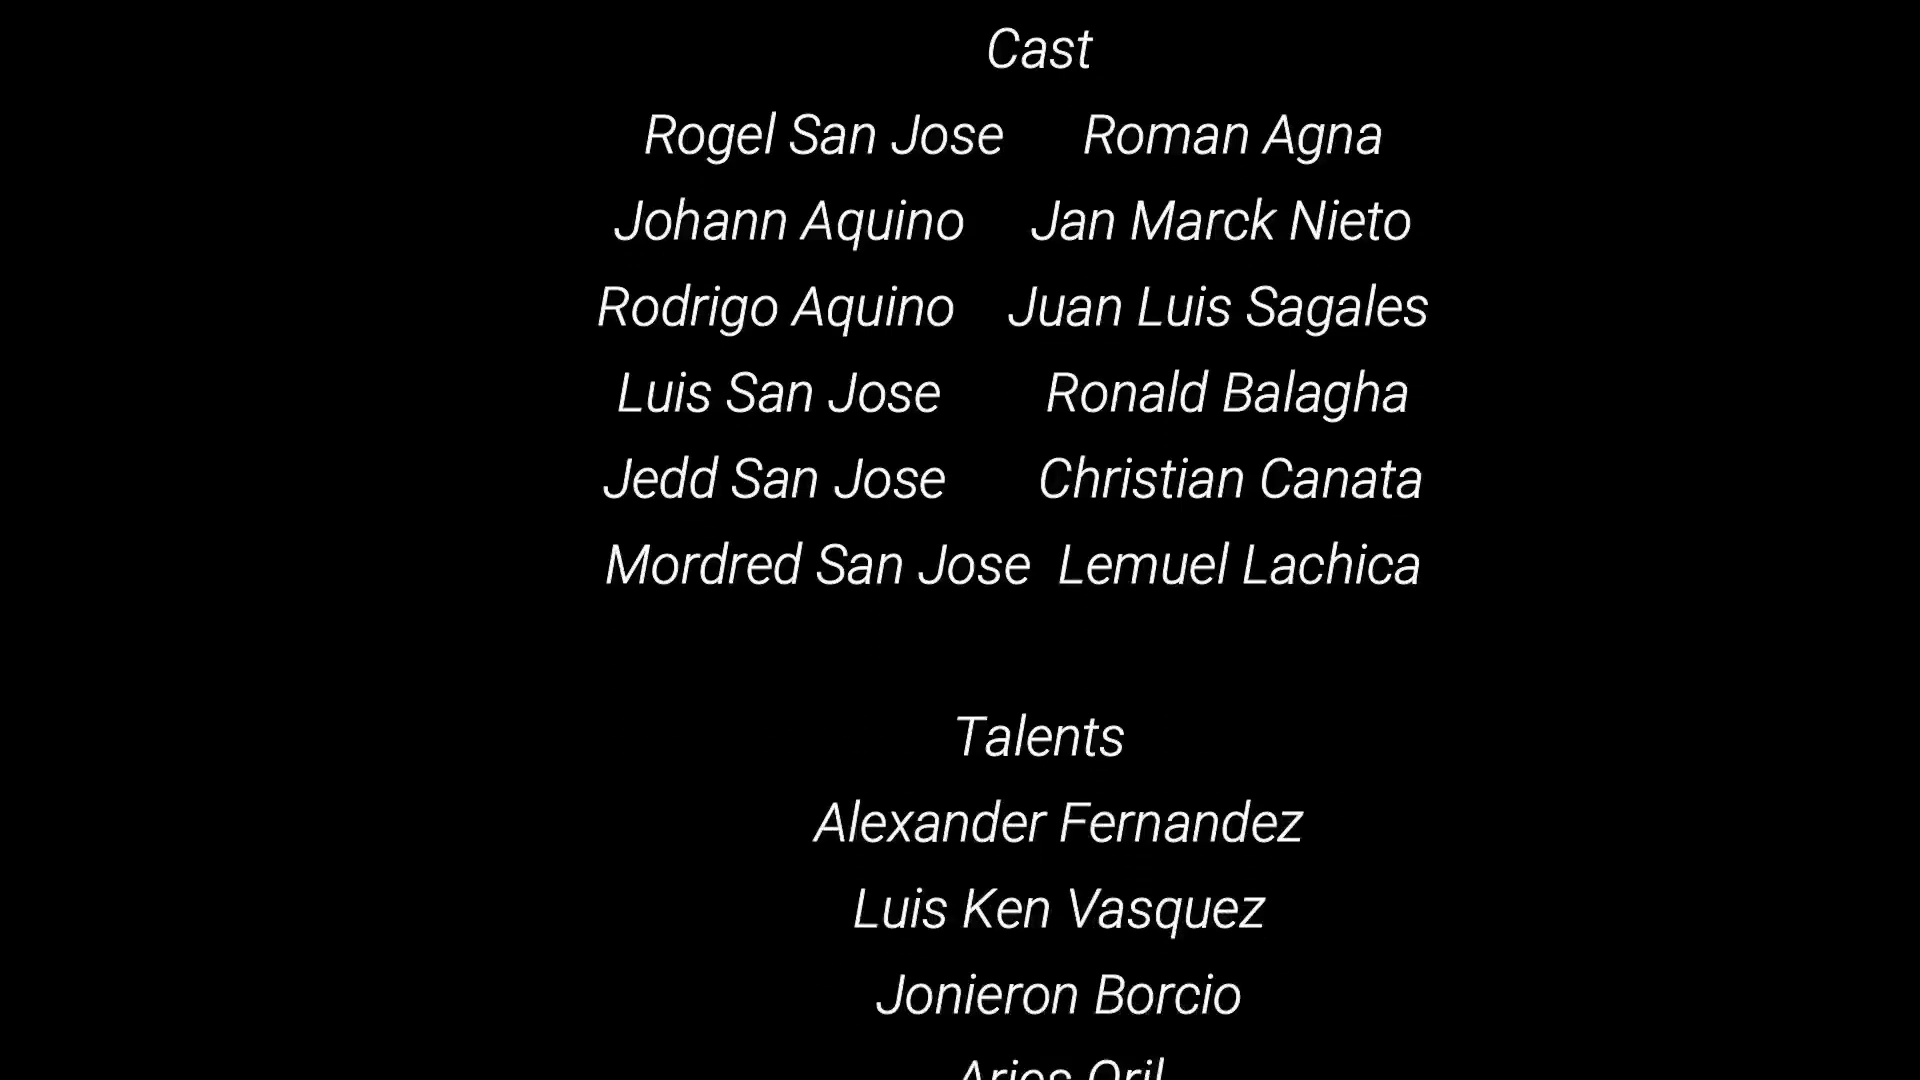 Cast
Rogel San Jose Roman Agna
Johann Aquino Jan Marck Nieto
Rodrigo Aquino Juan Luis Sagales
Luis San Jose Ronald Balagha
Jedd San Jose Christian Canata
Mordred San Jose Lemuel Lachica
Talents
Alexander Fernandez
Luis Ken Vasquez
Jonieron Borcio